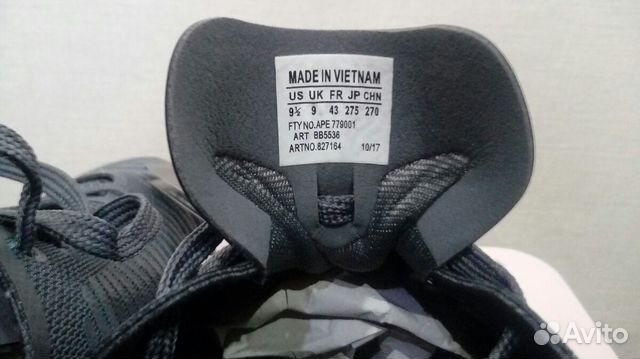 MADE IN VIETNAM
US UK FR JP CHN
9½ 9 43 275 270
FTY NO. APE 779001
ART BB5536
ARTNO.827164 10/17
Avito